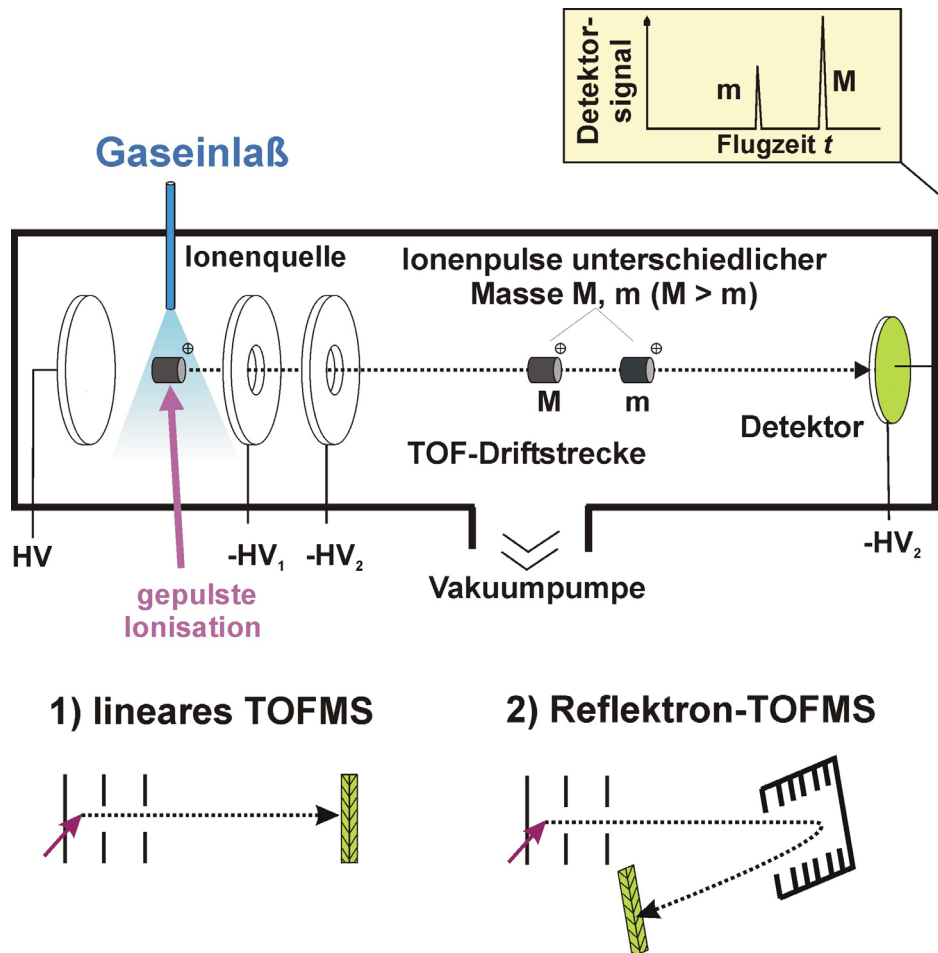 Detektor-
signal
m
M
Flugzeit t
Gaseinlaß
Ionenquelle
Ionenpulse unterschiedlicher
Masse M, m (M > m)
⊕
⊕
⊕
M
m
Detektor
TOF-Driftstrecke
HV
-HV₁
-HV₂
-HV₂
Vakuumpumpe
gepulste
Ionisation
1) lineares TOFMS
2) Reflektron-TOFMS